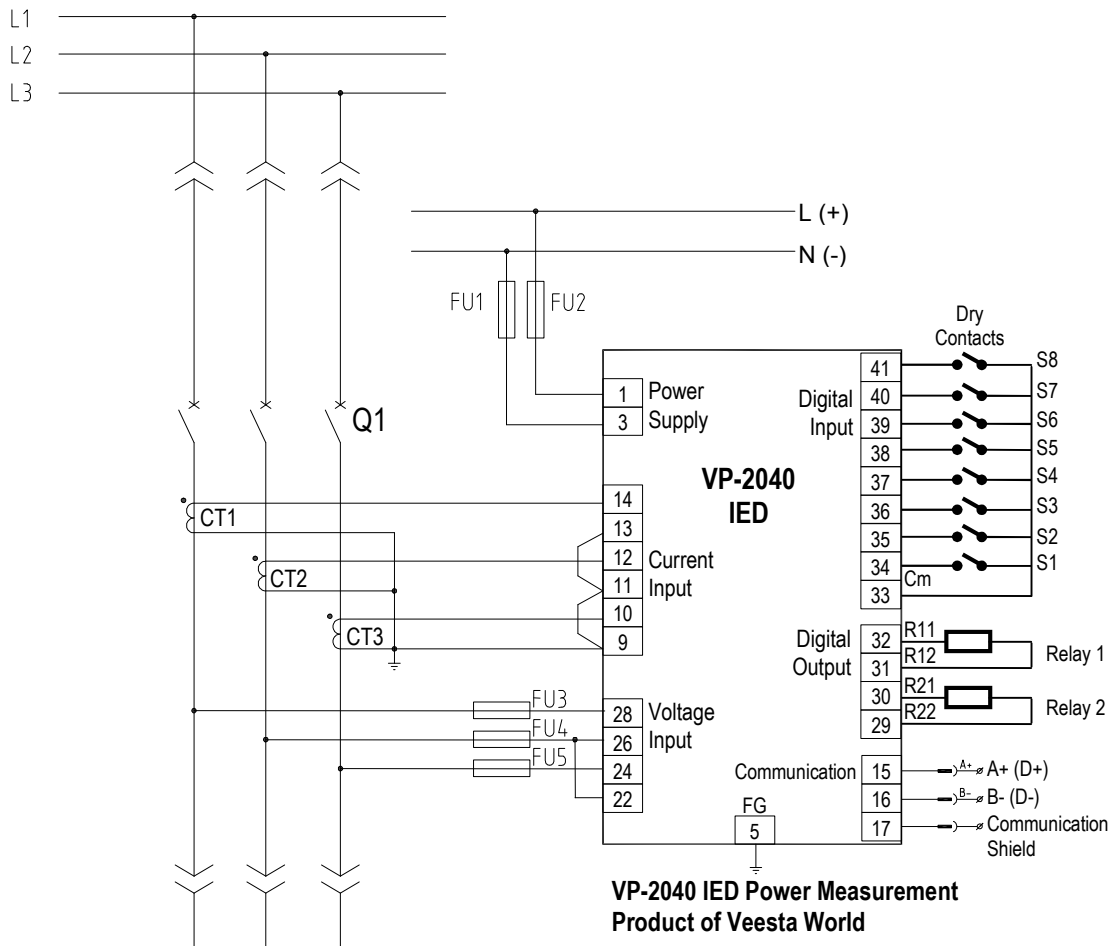 L1
L2
L3
L (+)
N (-)
FU1
FU2
Q1
CT1
CT2
CT3
FU3
FU4
FU5
1
3
Power
Supply
VP-2040
IED
14
13
12
11
10
9
Current
Input
28
26
24
22
Voltage
Input
FG
5
Digital
Input
41
40
39
38
37
36
35
34
33
Cm
Dry
Contacts
S8
S7
S6
S5
S4
S3
S2
S1
Digital
Output
32
31
30
29
R11
R12
R21
R22
Relay 1
Relay 2
Communication
15
16
17
A+
A+ (D+)
B-
B- (D-)
Communication
Shield
VP-2040 IED Power Measurement
Product of Veesta World